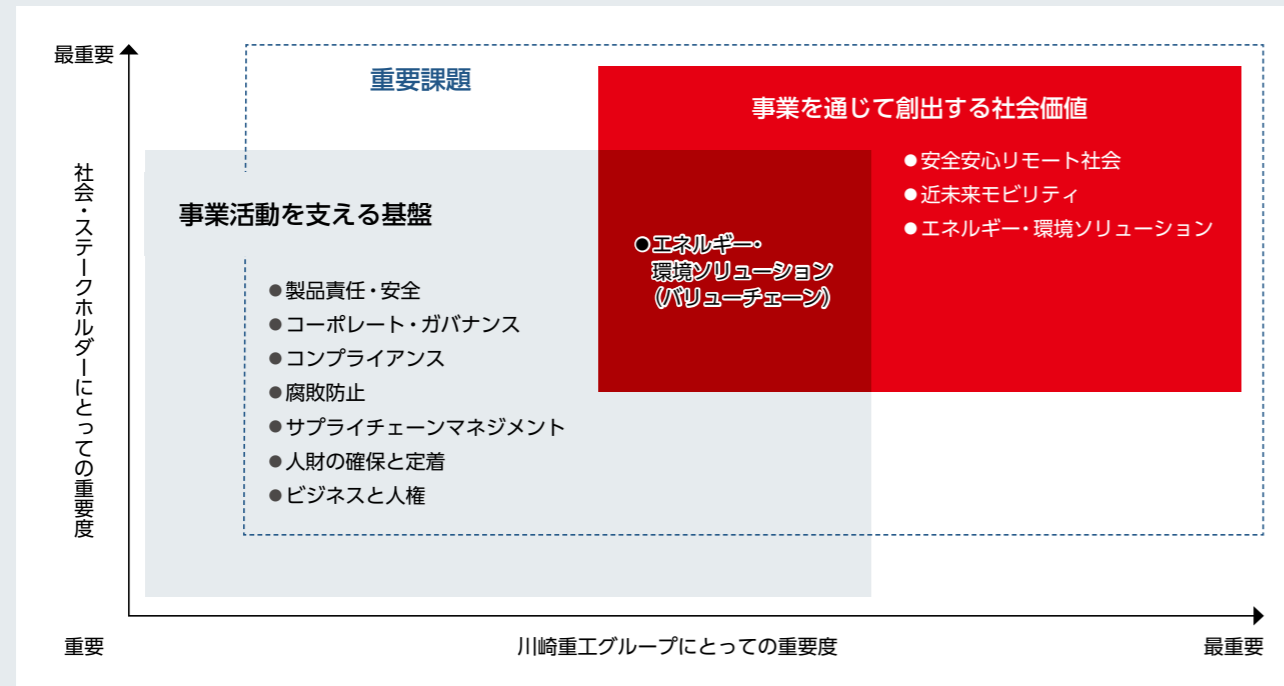 最重要
重要課題
事業を通じて創出する社会価値
●安全安心リモート社会
●近未来モビリティ
●エネルギー・環境ソリューション
社会・ステークホルダーにとっての重要度
事業活動を支える基盤
●エネルギー・
環境ソリューション
(バリューチェーン)
●製品責任・安全
●コーポレート・ガバナンス
●コンプライアンス
●腐敗防止
●サプライチェーンマネジメント
●人財の確保と定着
●ビジネスと人権
重要
川崎重工グループにとっての重要度
最重要